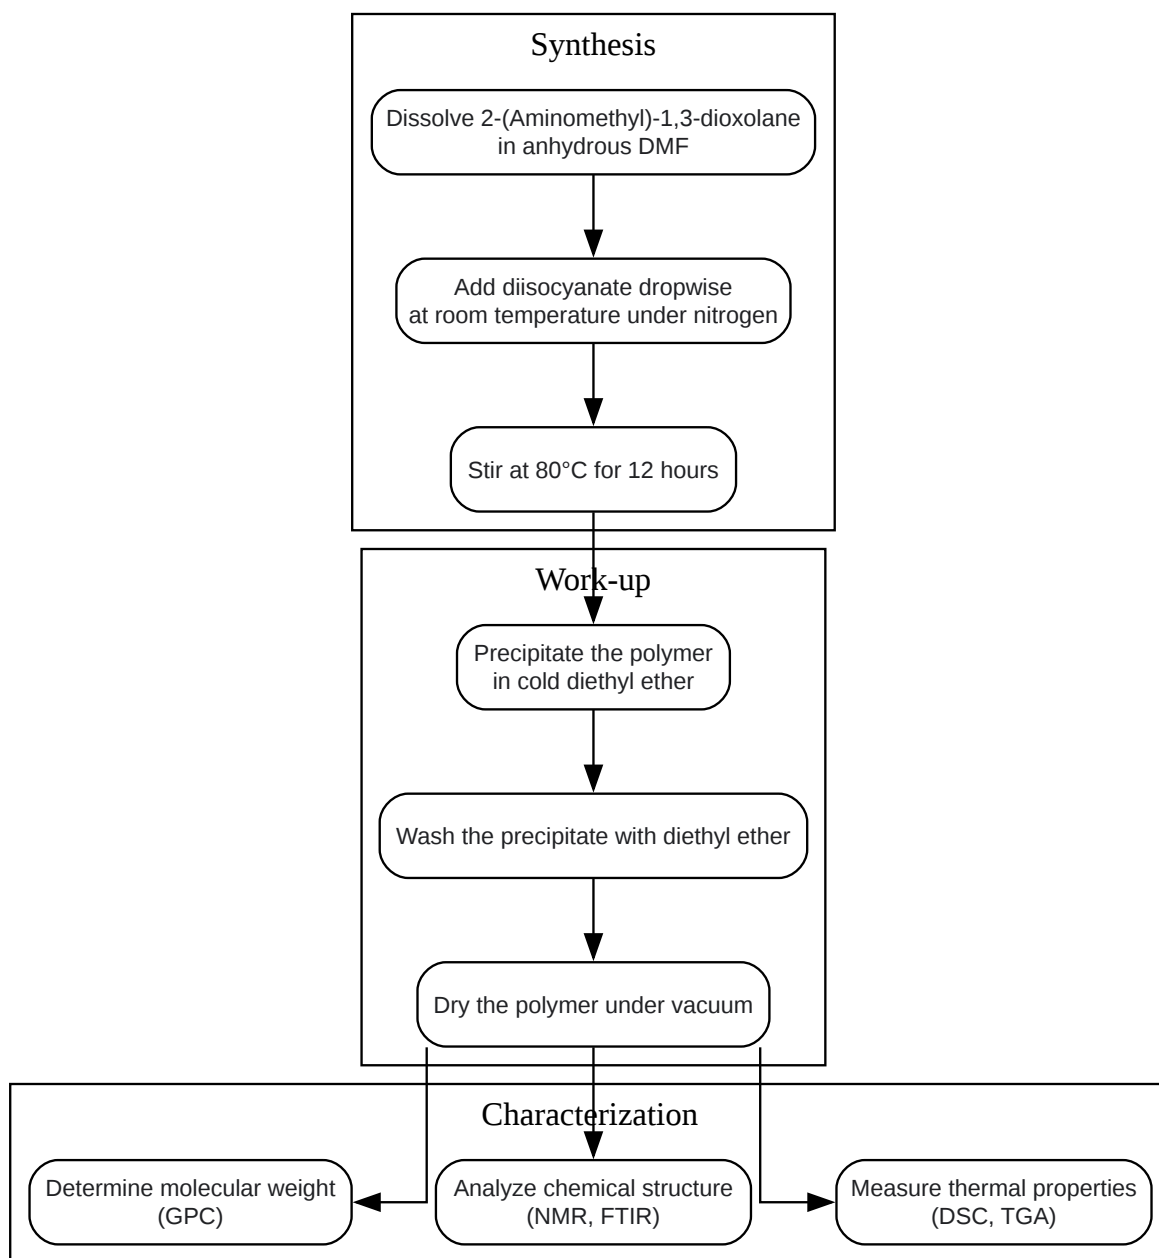 Synthesis
Dissolve 2-(Aminomethyl)-1,3-dioxolane
in anhydrous DMF
Add diisocyanate dropwise
at room temperature under nitrogen
Stir at 80°C for 12 hours
Work-up
Precipitate the polymer
in cold diethyl ether
Wash the precipitate with diethyl ether
Dry the polymer under vacuum
Characterization
Determine molecular weight
(GPC)
Analyze chemical structure
(NMR, FTIR)
Measure thermal properties
(DSC, TGA)